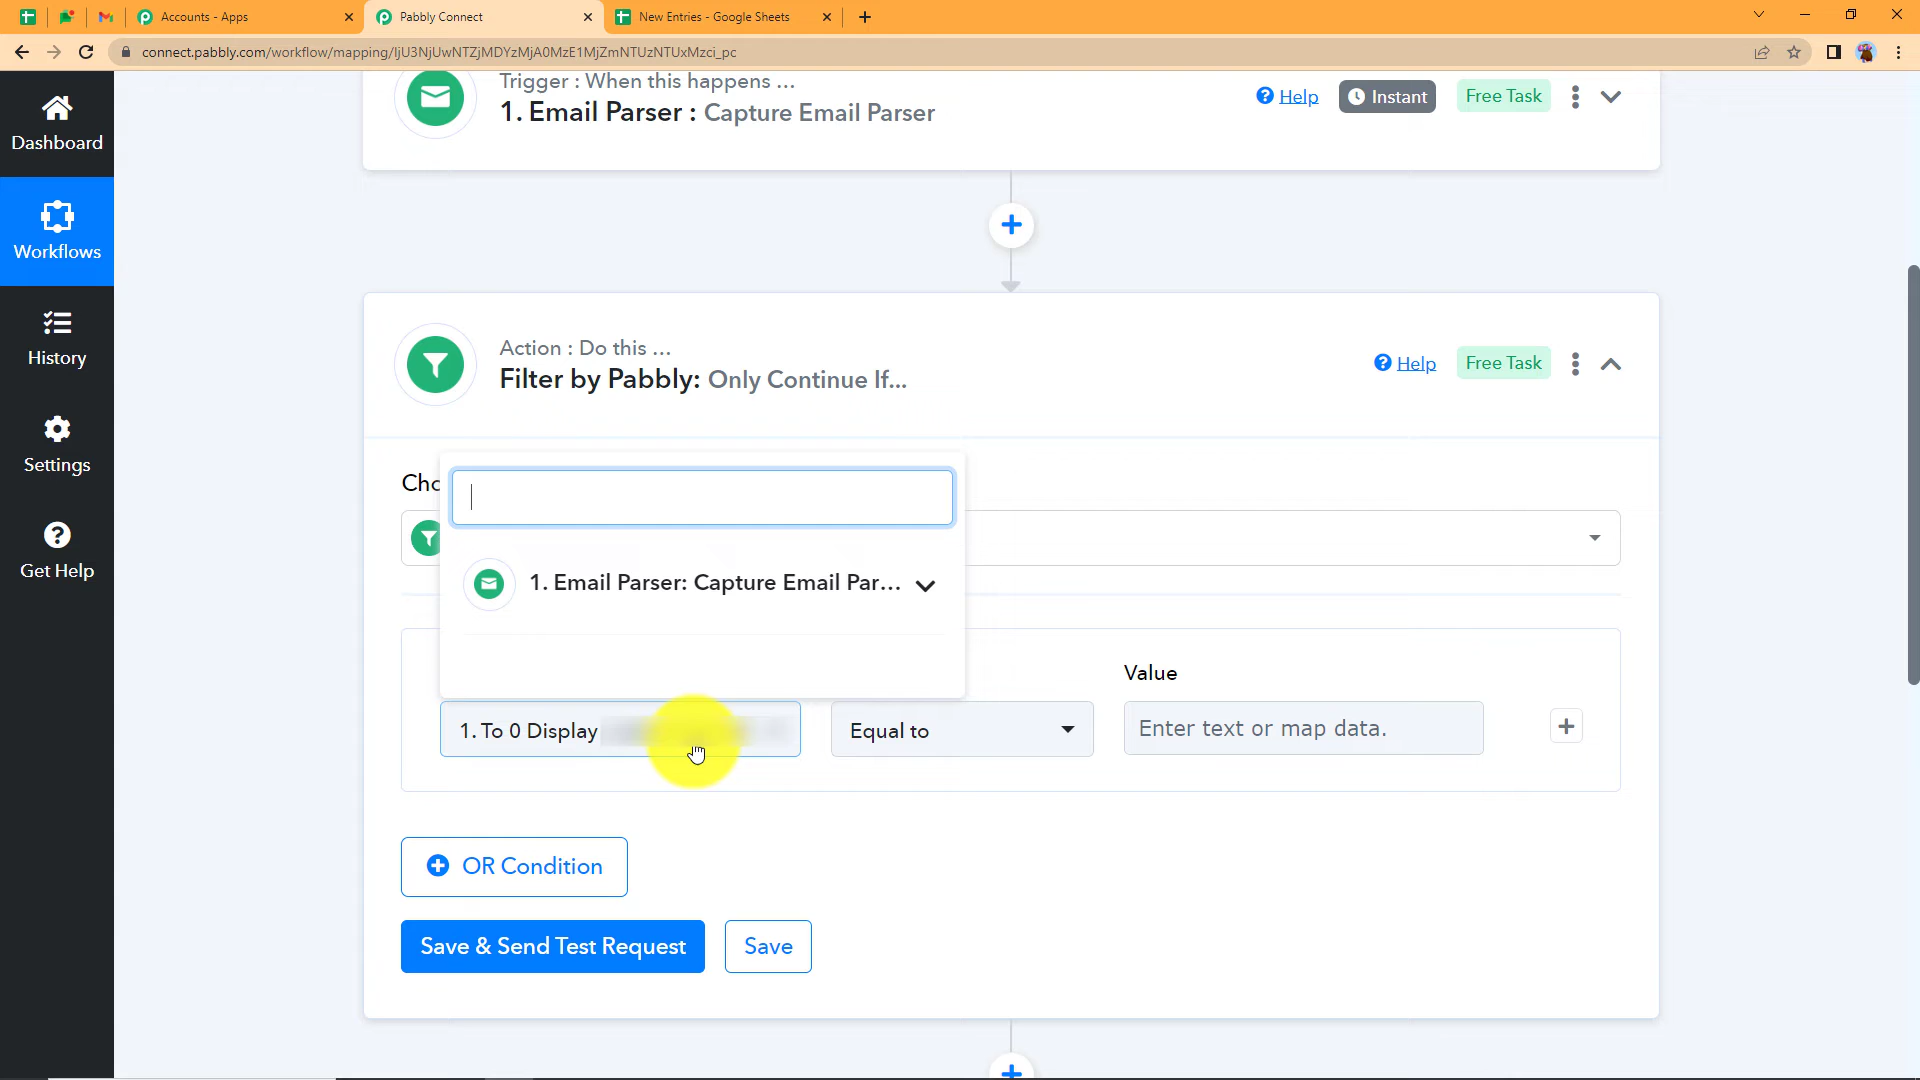 Accounts - Apps
Pabbly Connect
New Entries - Google Sheets
connect.pabbly.com/workflow/mapping/IjU3NjUwNTZjMDYzMjA0MzE1MjZmNTUzNTUxMzci_pc
Dashboard
Workflows
History
Settings
Get Help
Trigger : When this happens ...
1. Email Parser : Capture Email Parser
Help
Instant
Free Task
Action : Do this ...
Filter by Pabbly: Only Continue If...
Help
Free Task
Cho
1. Email Parser: Capture Email Par...
Value
1. To 0 Display
Equal to
Enter text or map data.
OR Condition
Save & Send Test Request
Save